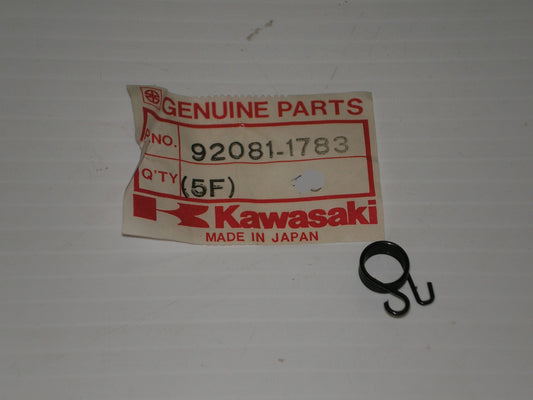 GENUINE PARTS
P NO. 92081-1783
Q'TY (5F)
Kawasaki
MADE IN JAPAN